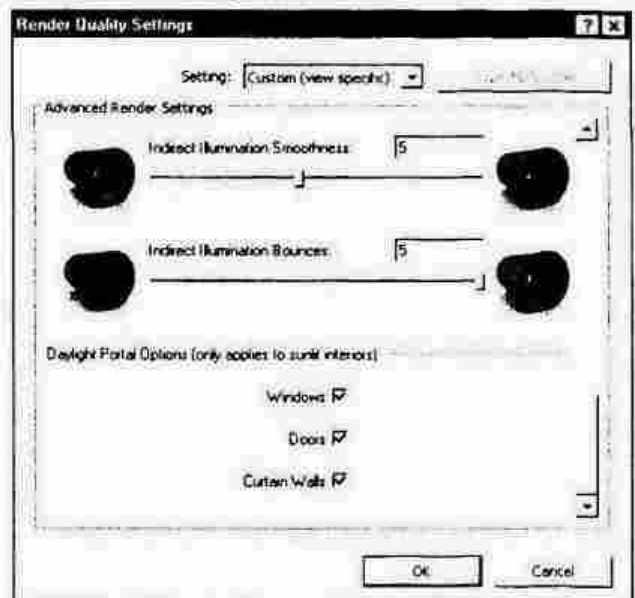 Render Quality Settings
Setting: Custom (view specific)
Advanced Render Settings
Indirect Illumination Smoothness: 5
Indirect Illumination Bounces: 5
Daylight Portal Options (only applies to sunlit interiors)
Windows
Doors
Curtain Walls
OK
Cancel